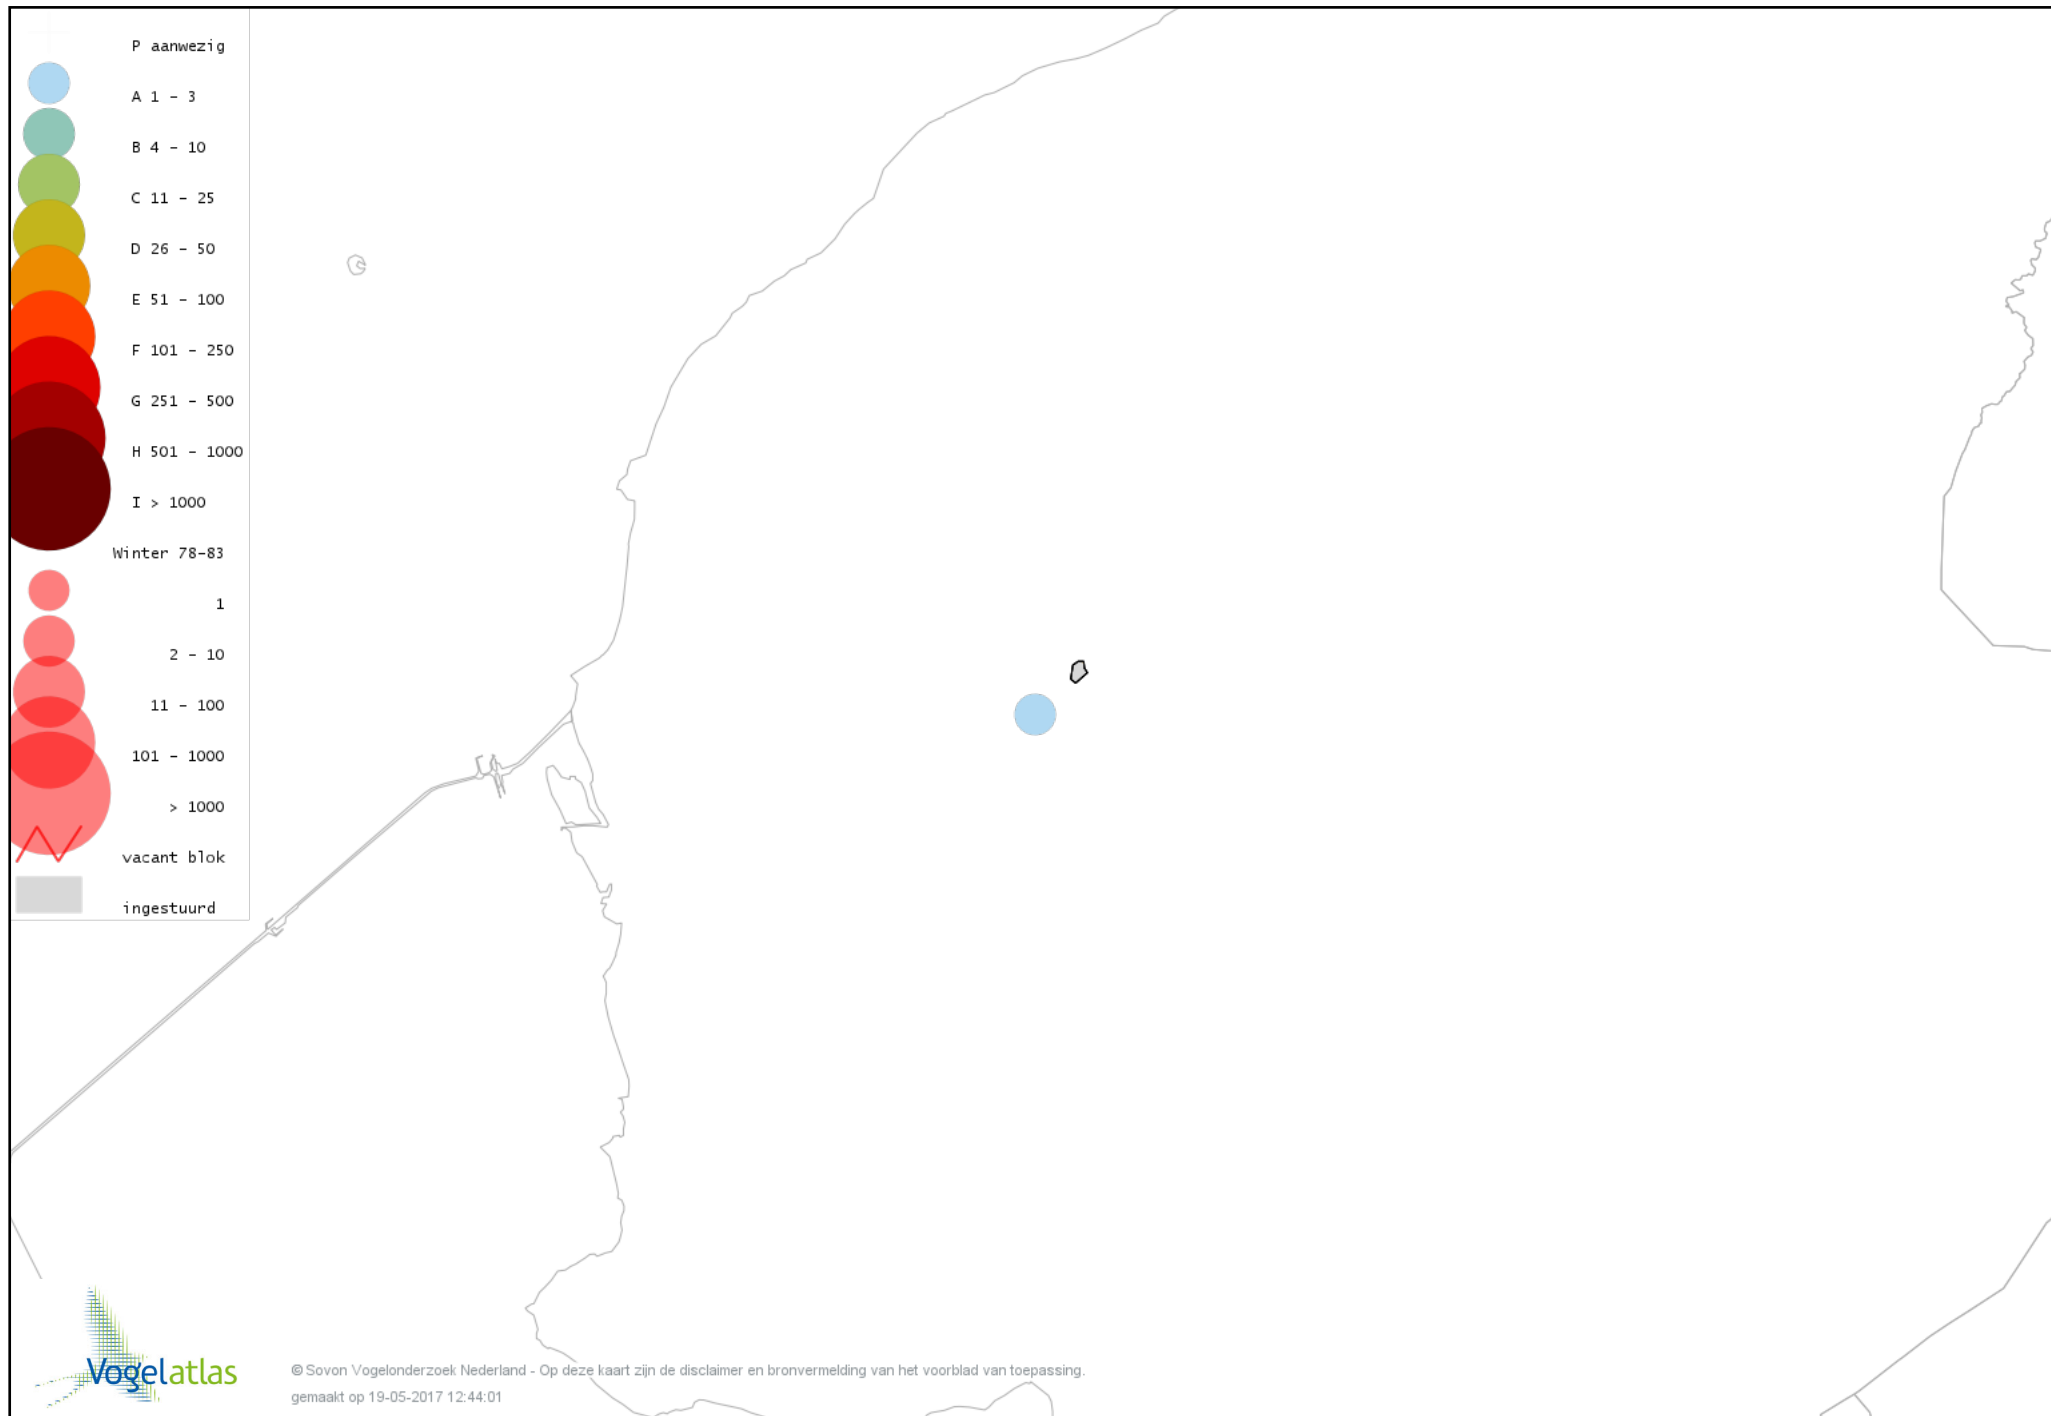 P aanwezig
A 1 – 3
B 4 – 10
C 11 – 25
D 26 – 50
E 51 – 100
F 101 – 250
G 251 – 500
H 501 – 1000
I > 1000
Winter 78–83
1
2 – 10
11 – 100
101 – 1000
> 1000
vacant blok
ingestuurd
Vogelatlas
© Sovon Vogelonderzoek Nederland - Op deze kaart zijn de disclaimer en bronvermelding van het voorblad van toepassing.
gemaakt op 19-05-2017 12:44:01